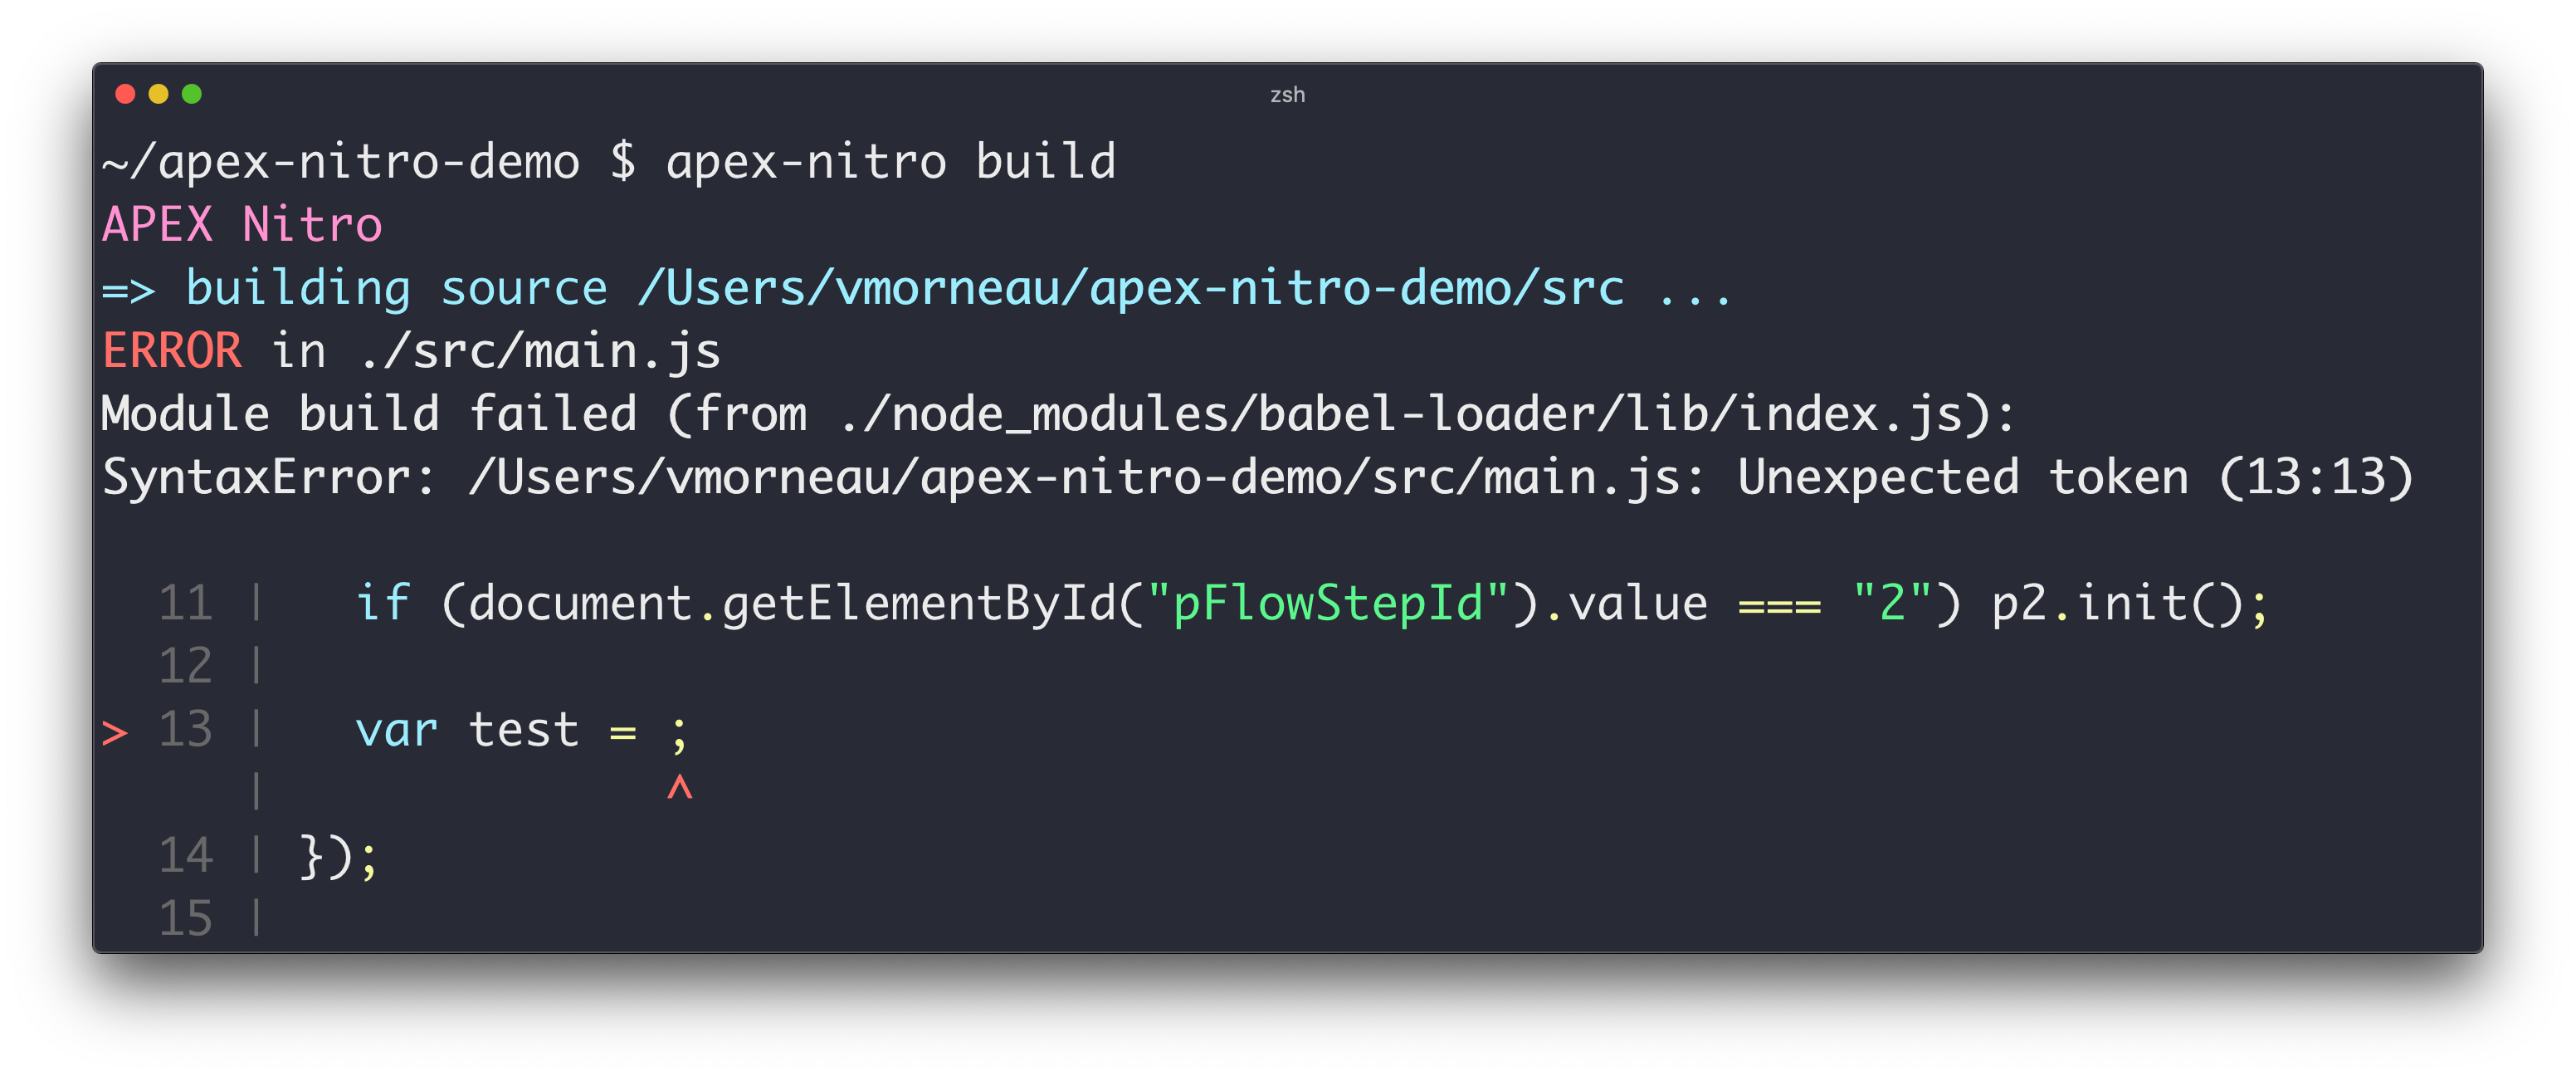 zsh
~/apex-nitro-demo $ apex-nitro build
APEX Nitro
=> building source /Users/vmorneau/apex-nitro-demo/src ...
ERROR in ./src/main.js
Module build failed (from ./node_modules/babel-loader/lib/index.js):
SyntaxError: /Users/vmorneau/apex-nitro-demo/src/main.js: Unexpected token (13:13)

  11 |   if (document.getElementById("pFlowStepId").value === "2") p2.init();
  12 |
> 13 |   var test = ;
     |              ^
  14 | });
  15 |